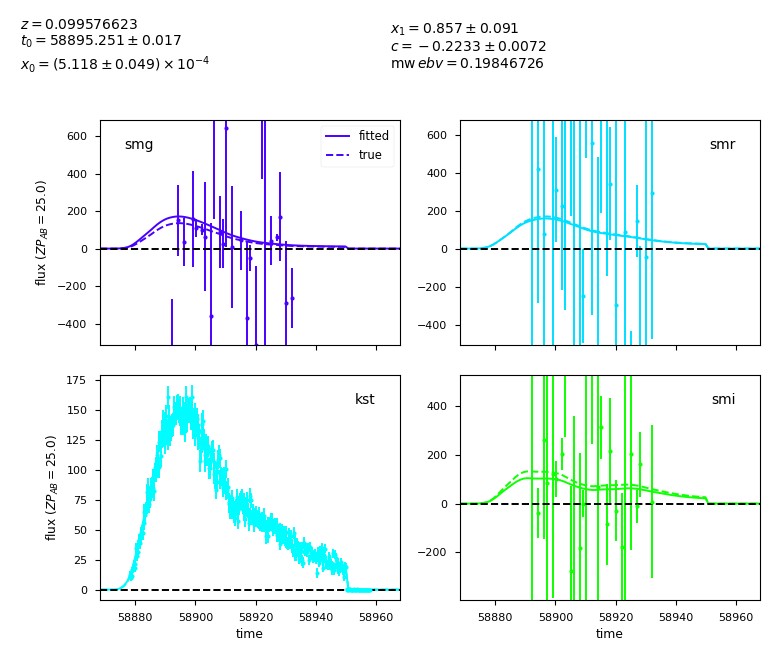 z = 0.099576623
t₀ = 58895.251 ± 0.017
x₀ = (5.118 ± 0.049) × 10⁻⁴
x₁ = 0.857 ± 0.091
c = −0.2233 ± 0.0072
mw ebv = 0.19846726
smg
fitted
true
600
400
200
0
−200
−400
flux (ZP_AB = 25.0)
smr
600
400
200
0
−200
−400
kst
175
150
125
100
75
50
25
0
flux (ZP_AB = 25.0)
58880 58900 58920 58940 58960
time
smi
400
200
0
−200
58880 58900 58920 58940 58960
time